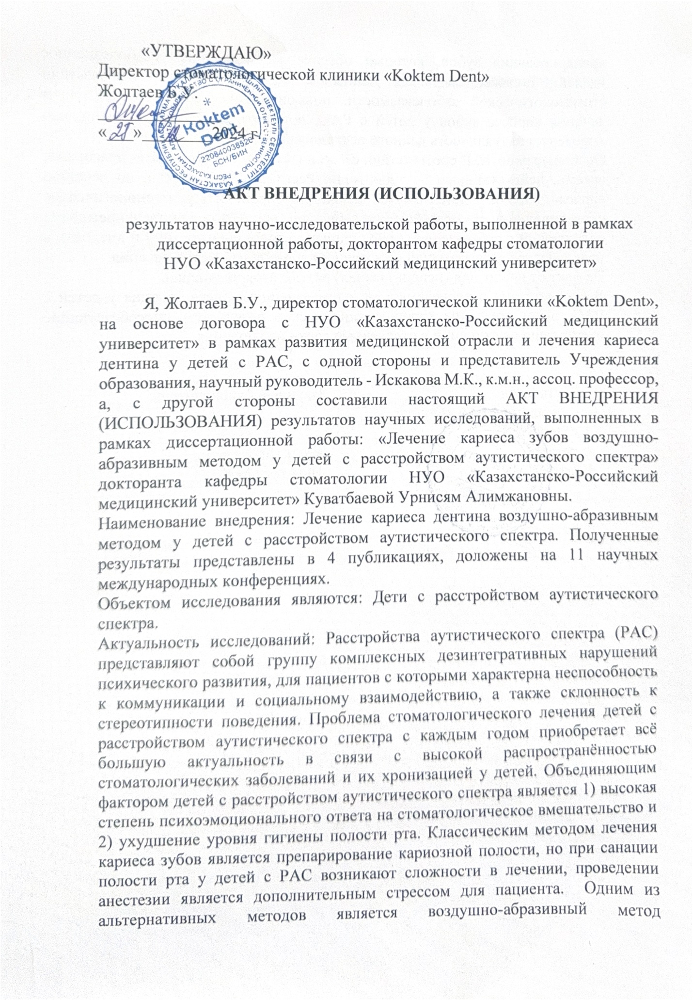 «УТВЕРЖДАЮ»
Директор стоматологической клиники «Koktem Dent»
Жолтаев Б.У.
«25» 2024 г.
Koktem
Dent
220840038526
БСН/БИН
АКТ ВНЕДРЕНИЯ (ИСПОЛЬЗОВАНИЯ)
результатов научно-исследовательской работы, выполненной в рамках
диссертационной работы, докторантом кафедры стоматологии
НУО «Казахстанско-Российский медицинский университет»
Я, Жолтаев Б.У., директор стоматологической клиники «Koktem Dent»,
на основе договора с НУО «Казахстанско-Российский медицинский
университет» в рамках развития медицинской отрасли и лечения кариеса
дентина у детей с РАС, с одной стороны и представитель Учреждения
образования, научный руководитель - Искакова М.К., к.м.н., ассоц. профессор,
а, с другой стороны составили настоящий АКТ ВНЕДРЕНИЯ
(ИСПОЛЬЗОВАНИЯ) результатов научных исследований, выполненных в
рамках диссертационной работы: «Лечение кариеса зубов воздушно-
абразивным методом у детей с расстройством аутистического спектра»
докторанта кафедры стоматологии НУО «Казахстанско-Российский
медицинский университет» Куватбаевой Урнисям Алимжановны.
Наименование внедрения: Лечение кариеса дентина воздушно-абразивным
методом у детей с расстройством аутистического спектра. Полученные
результаты представлены в 4 публикациях, доложены на 11 научных
международных конференциях.
Объектом исследования являются: Дети с расстройством аутистического
спектра.
Актуальность исследований: Расстройства аутистического спектра (РАС)
представляют собой группу комплексных дезинтегративных нарушений
психического развития, для пациентов с которыми характерна неспособность
к коммуникации и социальному взаимодействию, а также склонность к
стереотипности поведения. Проблема стоматологического лечения детей с
расстройством аутистического спектра с каждым годом приобретает всё
большую актуальность в связи с высокой распространённостью
стоматологических заболеваний и их хронизацией у детей. Объединяющим
фактором детей с расстройством аутистического спектра является 1) высокая
степень психоэмоционального ответа на стоматологическое вмешательство и
2) ухудшение уровня гигиены полости рта. Классическим методом лечения
кариеса зубов является препарирование кариозной полости, но при санации
полости рта у детей с РАС возникают сложности в лечении, проведении
анестезии является дополнительным стрессом для пациента. Одним из
альтернативных методов является воздушно-абразивный метод